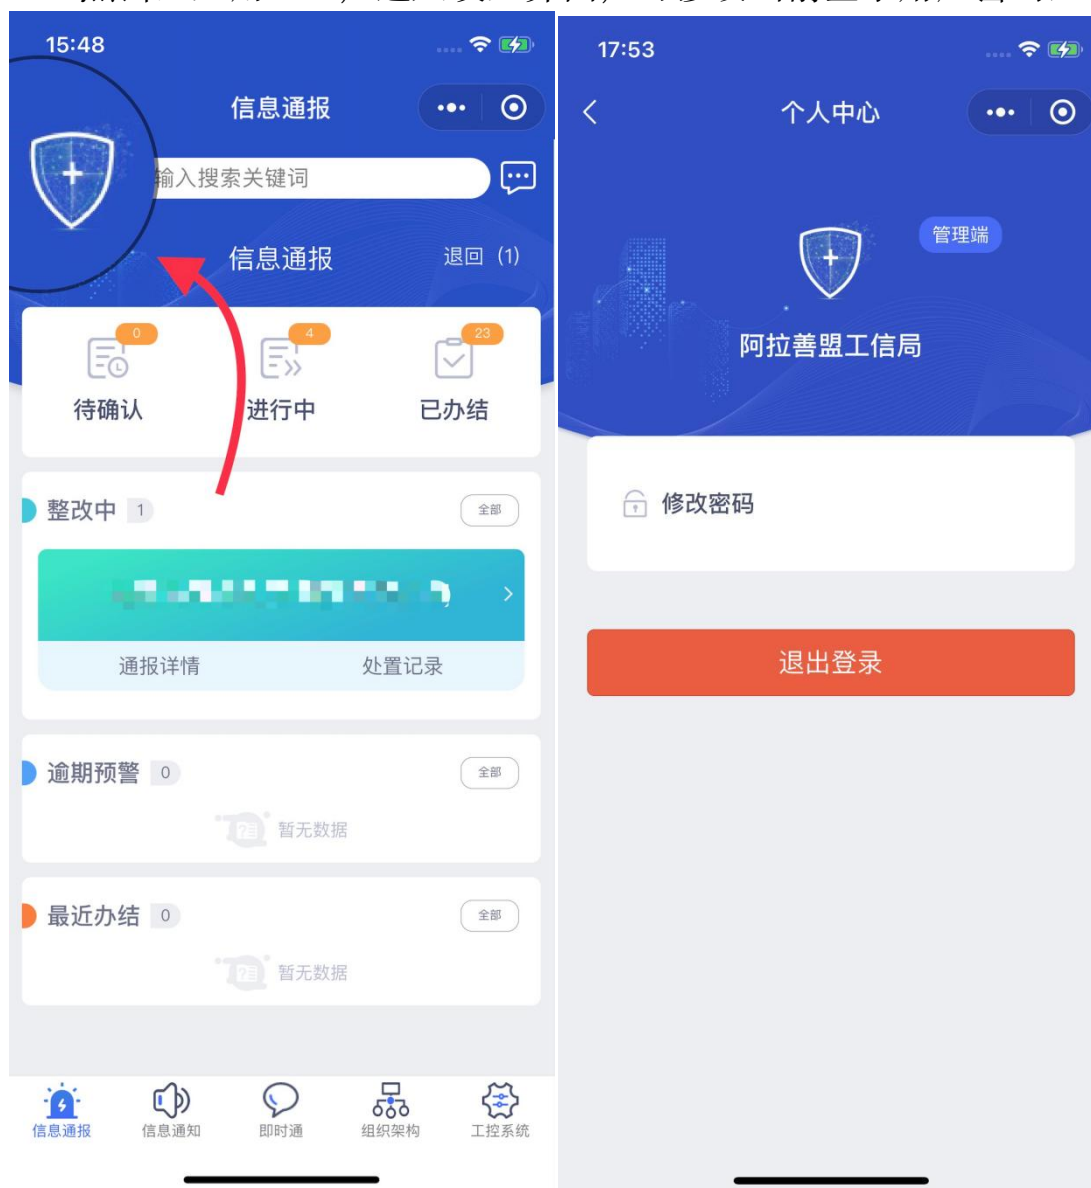 15:48
信息通报
输入搜索关键词
信息通报
退回 (1)
0
4
23
待确认
进行中
已办结
整改中 1
全部
通报详情
处置记录
逾期预警 0
全部
暂无数据
最近办结 0
全部
暂无数据
信息通报
信息通知
即时通
组织架构
工控系统
17:53
个人中心
管理端
阿拉善盟工信局
修改密码
退出登录